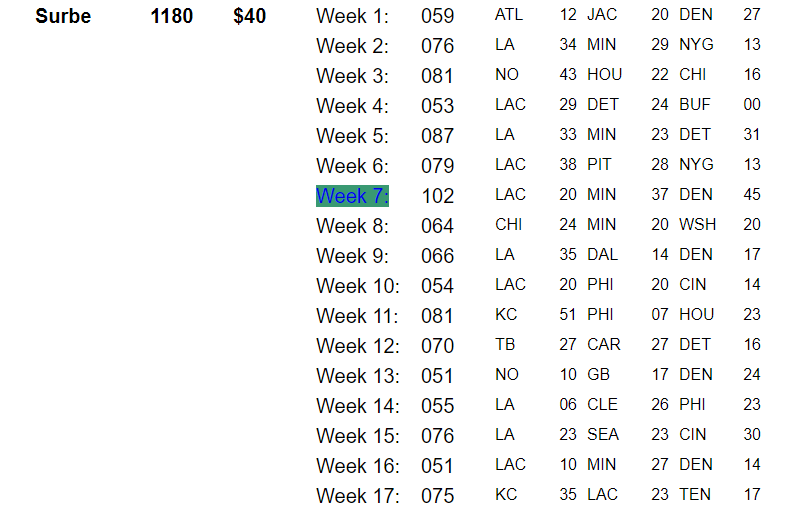 Surbe 1180 $40 Week 1: 059 ATL 12 JAC 20 DEN 27
Week 2: 076 LA 34 MIN 29 NYG 13
Week 3: 081 NO 43 HOU 22 CHI 16
Week 4: 053 LAC 29 DET 24 BUF 00
Week 5: 087 LA 33 MIN 23 DET 31
Week 6: 079 LAC 38 PIT 28 NYG 13
Week 7: 102 LAC 20 MIN 37 DEN 45
Week 8: 064 CHI 24 MIN 20 WSH 20
Week 9: 066 LA 35 DAL 14 DEN 17
Week 10: 054 LAC 20 PHI 20 CIN 14
Week 11: 081 KC 51 PHI 07 HOU 23
Week 12: 070 TB 27 CAR 27 DET 16
Week 13: 051 NO 10 GB 17 DEN 24
Week 14: 055 LA 06 CLE 26 PHI 23
Week 15: 076 LA 23 SEA 23 CIN 30
Week 16: 051 LAC 10 MIN 27 DEN 14
Week 17: 075 KC 35 LAC 23 TEN 17